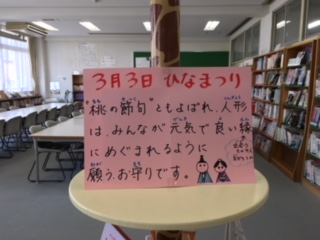 3月3日 ひなまつり
"桃の節句"ともよばれ、人形
は、みんなが元気で良い縁
にめぐまれるように
願う、お守りです。